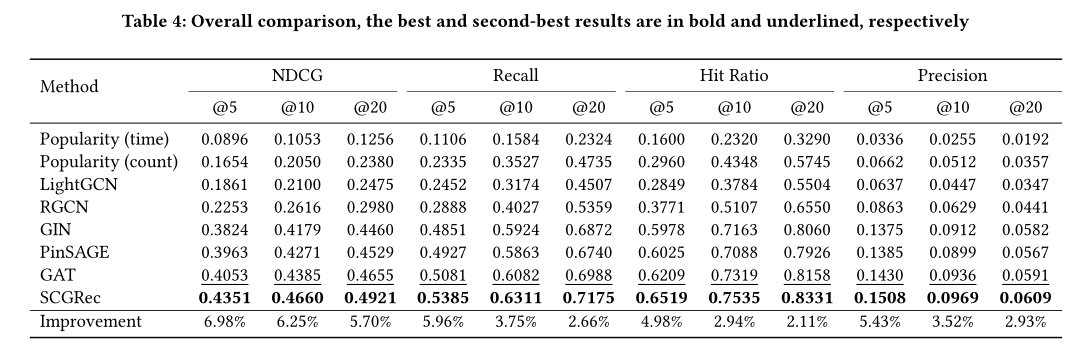 Table 4: Overall comparison, the best and second-best results are in bold and underlined, respectively
Method NDCG Recall Hit Ratio Precision
@5 @10 @20 @5 @10 @20 @5 @10 @20 @5 @10 @20
Popularity (time) 0.0896 0.1053 0.1256 0.1106 0.1584 0.2324 0.1600 0.2320 0.3290 0.0336 0.0255 0.0192
Popularity (count) 0.1654 0.2050 0.2380 0.2335 0.3527 0.4735 0.2960 0.4348 0.5745 0.0662 0.0512 0.0357
LightGCN 0.1861 0.2100 0.2475 0.2452 0.3174 0.4507 0.2849 0.3784 0.5504 0.0637 0.0447 0.0347
RGCN 0.2253 0.2616 0.2980 0.2888 0.4027 0.5359 0.3771 0.5107 0.6550 0.0863 0.0629 0.0441
GIN 0.3824 0.4179 0.4460 0.4851 0.5924 0.6872 0.5978 0.7163 0.8060 0.1375 0.0912 0.0582
PinSAGE 0.3963 0.4271 0.4529 0.4927 0.5863 0.6740 0.6025 0.7088 0.7926 0.1385 0.0899 0.0567
GAT 0.4053 0.4385 0.4655 0.5081 0.6082 0.6988 0.6209 0.7319 0.8158 0.1430 0.0936 0.0591
SCGRec 0.4351 0.4660 0.4921 0.5385 0.6311 0.7175 0.6519 0.7535 0.8331 0.1508 0.0969 0.0609
Improvement 6.98% 6.25% 5.70% 5.96% 3.75% 2.66% 4.98% 2.94% 2.11% 5.43% 3.52% 2.93%